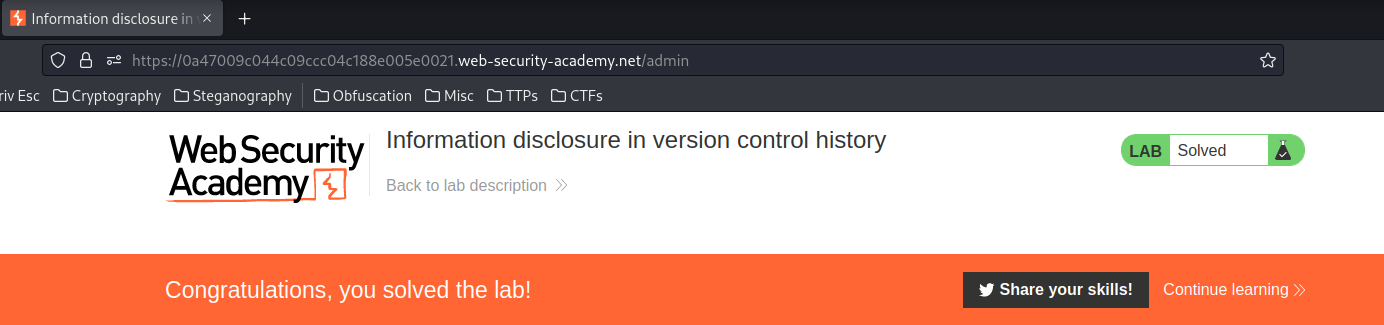 Information disclosure in
https://0a47009c044c09ccc04c188e005e0021.web-security-academy.net/admin
riv Esc Cryptography Steganography Obfuscation Misc TTPs CTFs
Web Security
Academy
Information disclosure in version control history
Back to lab description
LAB Solved
Congratulations, you solved the lab!
Share your skills!
Continue learning